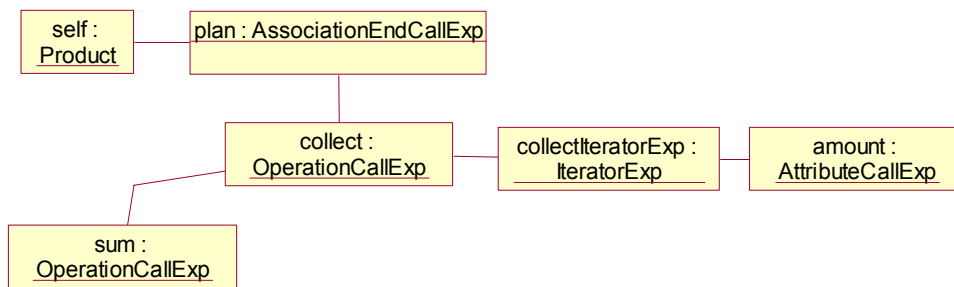 self :
Product
plan : AssociationEndCallExp
collect :
OperationCallExp
collectIteratorExp :
IteratorExp
amount :
AttributeCallExp
sum :
OperationCallExp